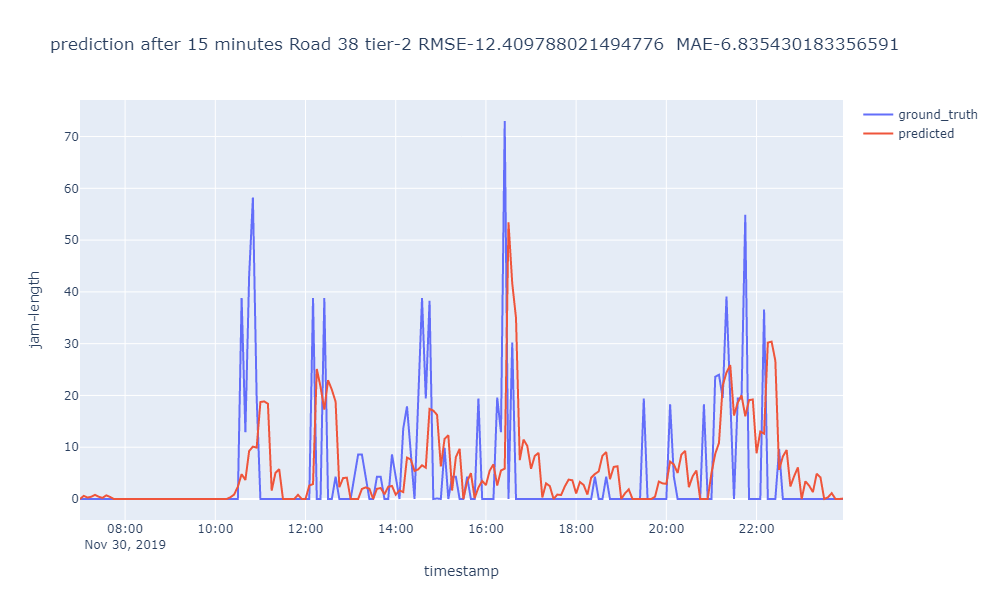 prediction after 15 minutes Road 38 tier-2 RMSE-12.409788021494776  MAE-6.835430183356591
ground_truth
predicted
70
60
50
40
30
20
10
0
jam-length
08:00 10:00 12:00 14:00 16:00 18:00 20:00 22:00
Nov 30, 2019
timestamp